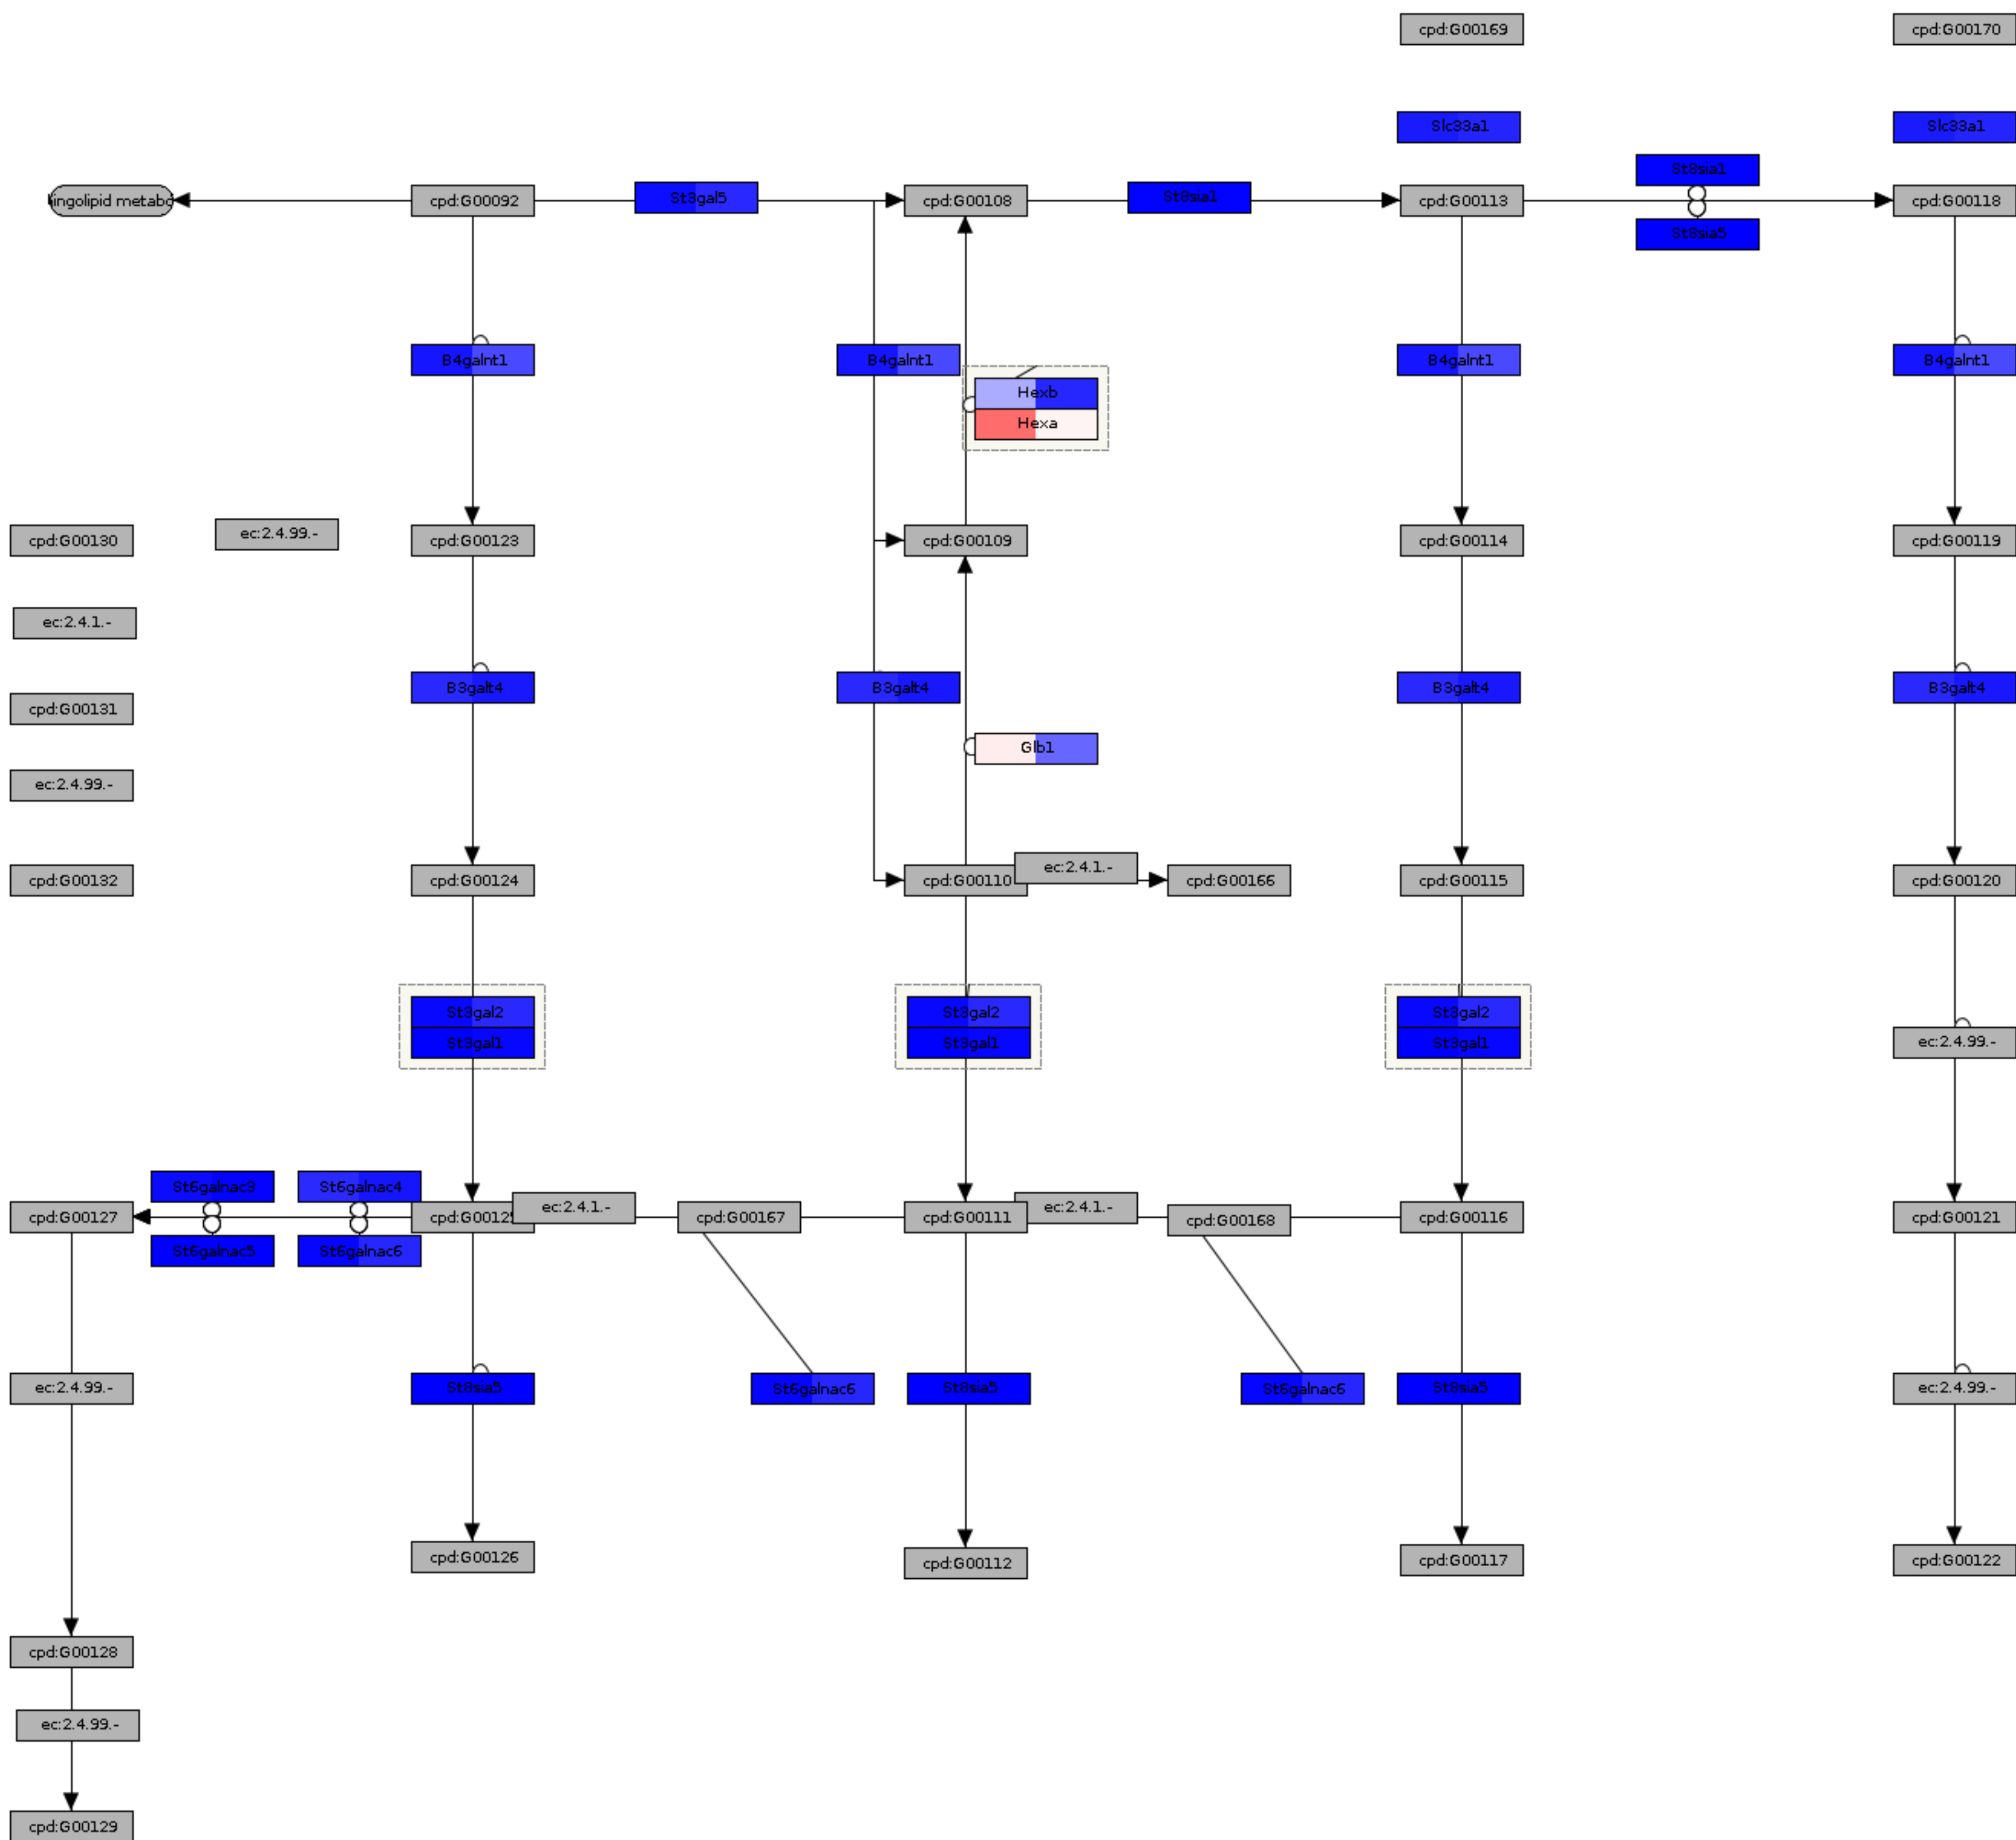 cpd:G00169
cpd:G00170
Slc33a1
Slc33a1
St8sia1
ingolipid metabo
cpd:G00092
St3gal5
cpd:G00108
St8sia1
cpd:G00113
cpd:G00118
St8sia5
B4galnt1
B4galnt1
B4galnt1
B4galnt1
Hexb
Hexa
cpd:G00130
ec:2.4.99.-
cpd:G00123
cpd:G00109
cpd:G00114
cpd:G00119
ec:2.4.1.-
B3galt4
B3galt4
B3galt4
B3galt4
cpd:G00131
Glb1
ec:2.4.99.-
cpd:G00132
cpd:G00124
cpd:G00110
ec:2.4.1.-
cpd:G00166
cpd:G00115
cpd:G00120
St3gal2
St3gal2
St3gal2
St3gal1
St3gal1
St3gal1
ec:2.4.99.-
St6galnac3
St6galnac4
cpd:G00127
cpd:G00125
ec:2.4.1.-
cpd:G00167
cpd:G00111
ec:2.4.1.-
cpd:G00168
cpd:G00116
cpd:G00121
St6galnac5
St6galnac6
ec:2.4.99.-
St8sia5
St6galnac6
St8sia5
St6galnac6
St8sia5
ec:2.4.99.-
cpd:G00126
cpd:G00112
cpd:G00117
cpd:G00122
cpd:G00128
ec:2.4.99.-
cpd:G00129